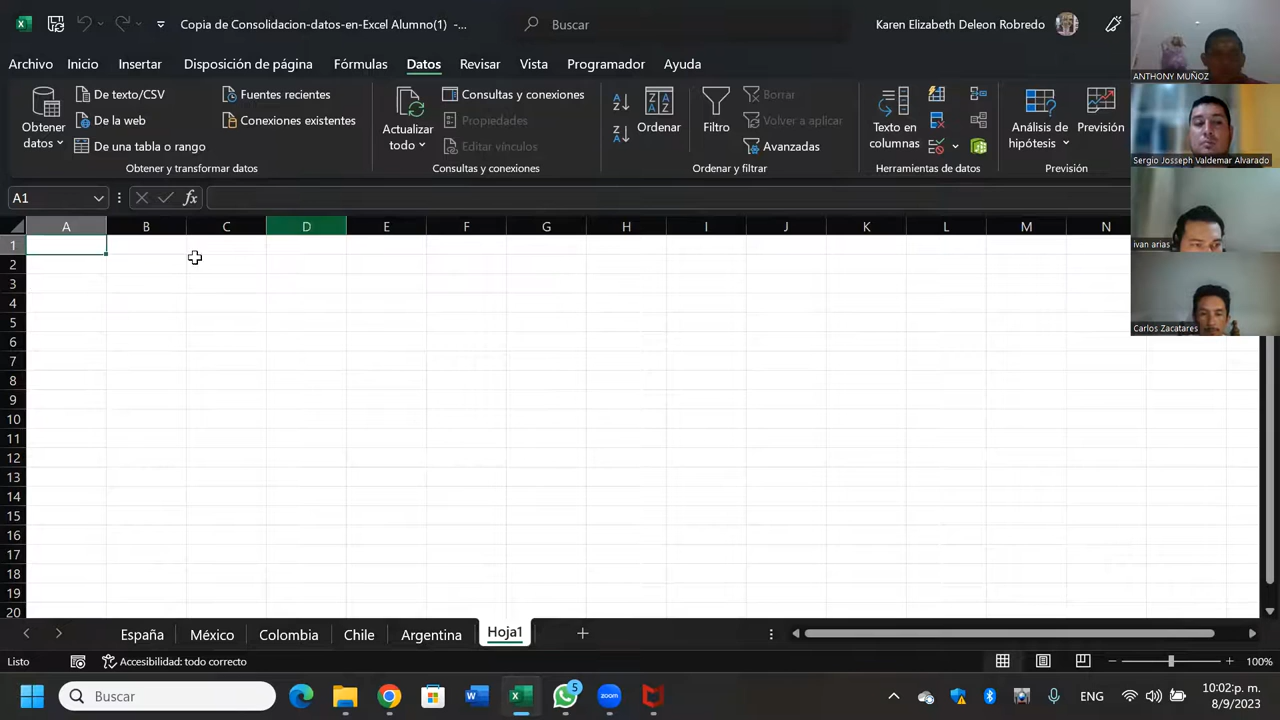 Copia de Consolidacion-datos-en-Excel Alumno(1) -...
Buscar
Karen Elizabeth Deleon Robredo
Archivo Inicio Insertar Disposición de página Fórmulas Datos Revisar Vista Programador Ayuda
Obtener datos
De texto/CSV
De la web
De una tabla o rango
Fuentes recientes
Conexiones existentes
Obtener y transformar datos
Actualizar todo
Consultas y conexiones
Propiedades
Editar vínculos
Consultas y conexiones
Ordenar
Filtro
Borrar
Volver a aplicar
Avanzadas
Ordenar y filtrar
Texto en columnas
Herramientas de datos
Análisis de hipótesis
Previsión
Previsión
ANTHONY MUÑOZ
Sergio Josseph Valdemar Alvarado
ivan arias
Carlos Zacatares
A1
fx
A B C D E F G H I J K L M N
1
2
3
4
5
6
7
8
9
10
11
12
13
14
15
16
17
18
19
20
España México Colombia Chile Argentina Hoja1
Listo
Accesibilidad: todo correcto
100%
Buscar
5
zoom
ENG
10:02 p. m.
8/9/2023